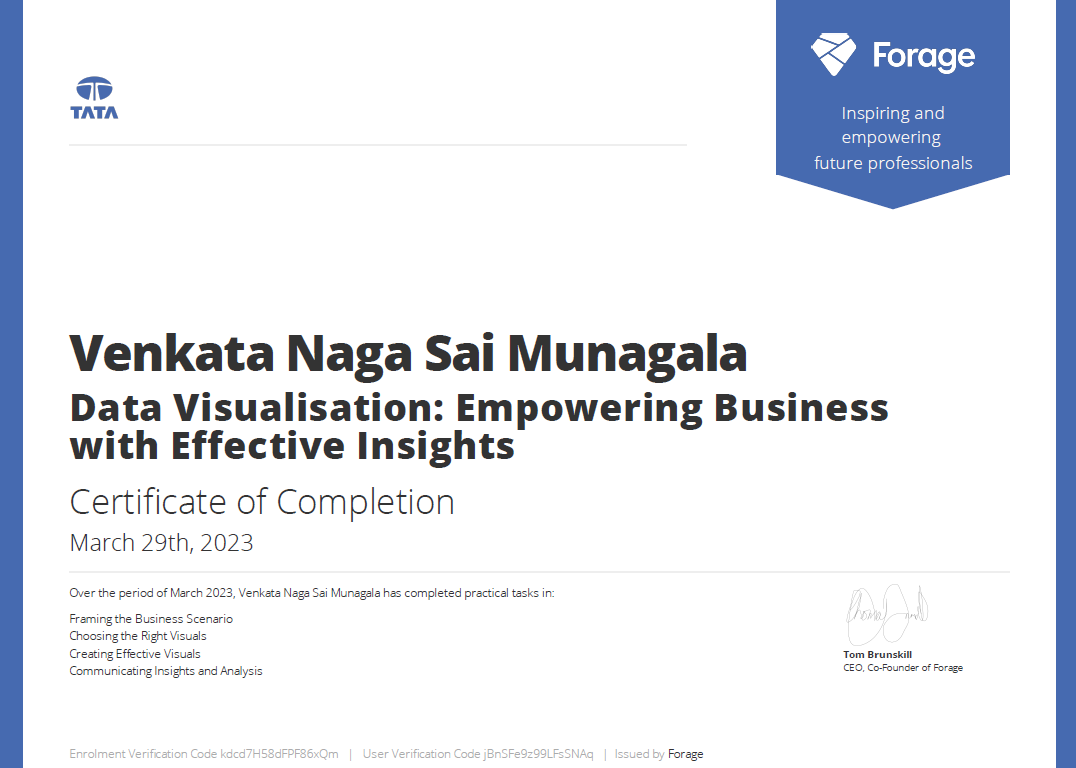 TATA
Forage
Inspiring and
empowering
future professionals
Venkata Naga Sai Munagala
Data Visualisation: Empowering Business
with Effective Insights
Certificate of Completion
March 29th, 2023
Over the period of March 2023, Venkata Naga Sai Munagala has completed practical tasks in:
Framing the Business Scenario
Choosing the Right Visuals
Creating Effective Visuals
Communicating Insights and Analysis
Tom Brunskill
CEO, Co-Founder of Forage
Enrolment Verification Code kdcd7H58dFPF86xQm | User Verification Code jBnSFe9z99LFsSNAq | Issued by Forage